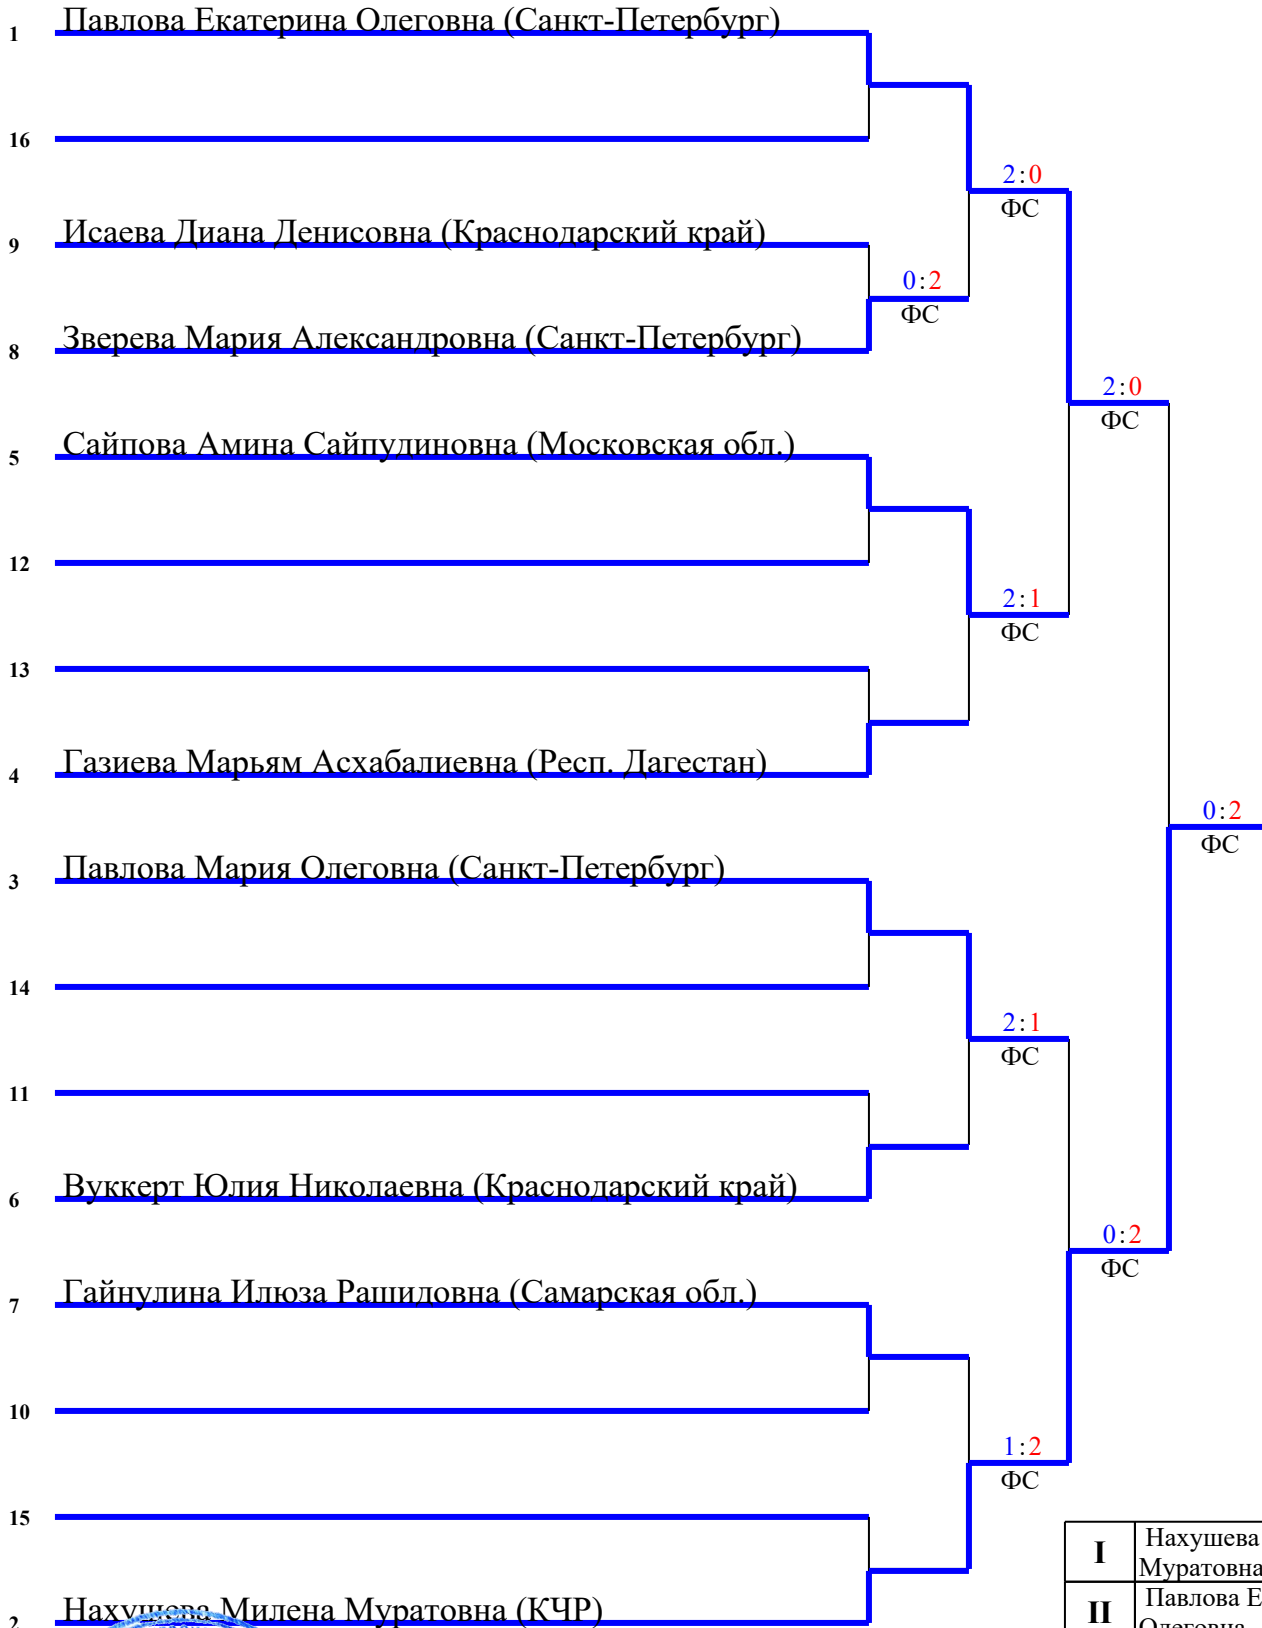 1 Павлова Екатерина Олеговна (Санкт-Петербург)
16
2:0
ФС
9 Исаева Диана Денисовна (Краснодарский край)
0:2
ФС
8 Зверева Мария Александровна (Санкт-Петербург)
2:0
ФС
5 Сайпова Амина Сайпудиновна (Московская обл.)
12
2:1
ФС
13
4 Газиева Марьям Асхабалиевна (Респ. Дагестан)
0:2
ФС
3 Павлова Мария Олеговна (Санкт-Петербург)
14
2:1
ФС
11
6 Вуккерт Юлия Николаевна (Краснодарский край)
0:2
ФС
7 Гайнулина Илюза Рашидовна (Самарская обл.)
10
1:2
ФС
15
I Нахушева
Муратовна
2 Нахушева Милена Муратовна (КЧР)
II Павлова Е
Олеговна